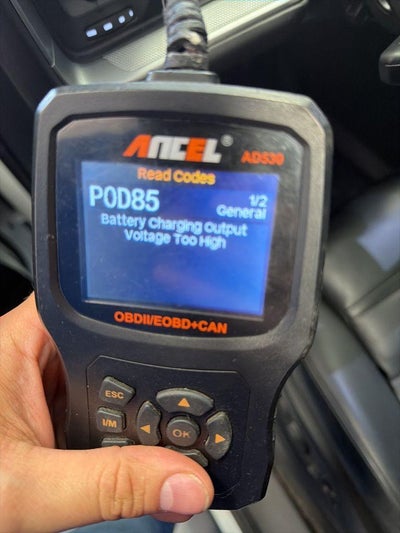 ANCEL®
AD530
Read Codes
P0D85
1/2
General
Battery Charging Output
Voltage Too High
OBDII/EOBD+CAN
ESC
I/M
OK